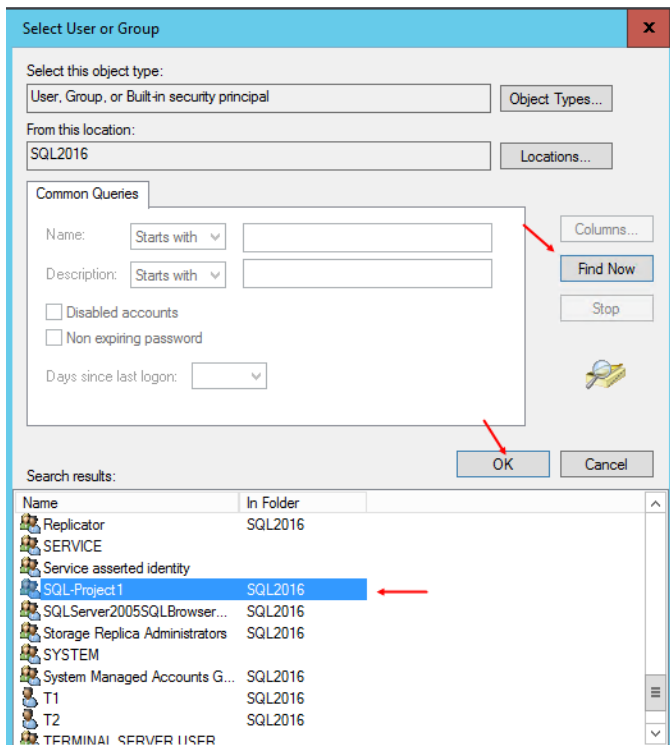 Select User or Group
x
Select this object type:
User, Group, or Built-in security principal
Object Types...
From this location:
SQL2016
Locations...
Common Queries
Name: Starts with
Columns...
Description: Starts with
Find Now
Disabled accounts
Stop
Non expiring password
Days since last logon:
OK Cancel
Search results:
Name In Folder
Replicator SQL2016
SERVICE
Service asserted identity
SQL-Project1 SQL2016
SQLServer2005SQLBrowser... SQL2016
Storage Replica Administrators SQL2016
SYSTEM
System Managed Accounts G... SQL2016
T1 SQL2016
T2 SQL2016
TERMINAL SERVER USER